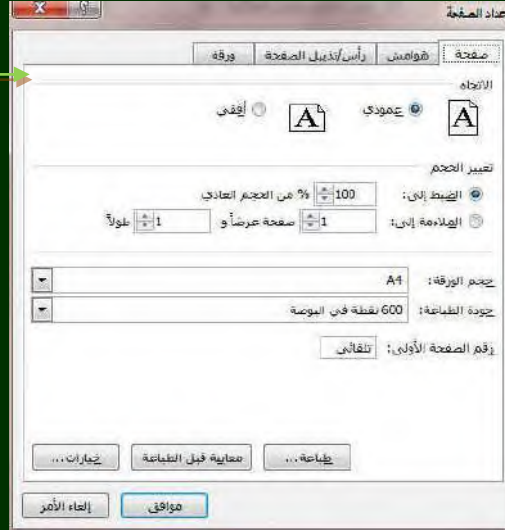 عداد الصفحة
صفحة هوامش رأس/تذييل الصفحة ورقة
الاتجاه
A عمودي A أفقي
تغيير الحجم
الضبط إلى: 100 % من الحجم العادي
الملاءمة إلى: 1 صفحة عرضاً و 1 طولاً
حجم الورقة: A4
جودة الطباعة: 600 نقطة في البوصة
رقم الصفحة الأولى: تلقائي
طباعة... معاينة قبل الطباعة خيارات...
موافق إلغاء الأمر